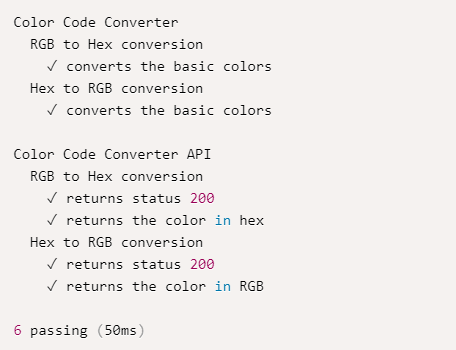 Color Code Converter
  RGB to Hex conversion
    ✓ converts the basic colors
  Hex to RGB conversion
    ✓ converts the basic colors

Color Code Converter API
  RGB to Hex conversion
    ✓ returns status 200
    ✓ returns the color in hex
  Hex to RGB conversion
    ✓ returns status 200
    ✓ returns the color in RGB

6 passing (50ms)